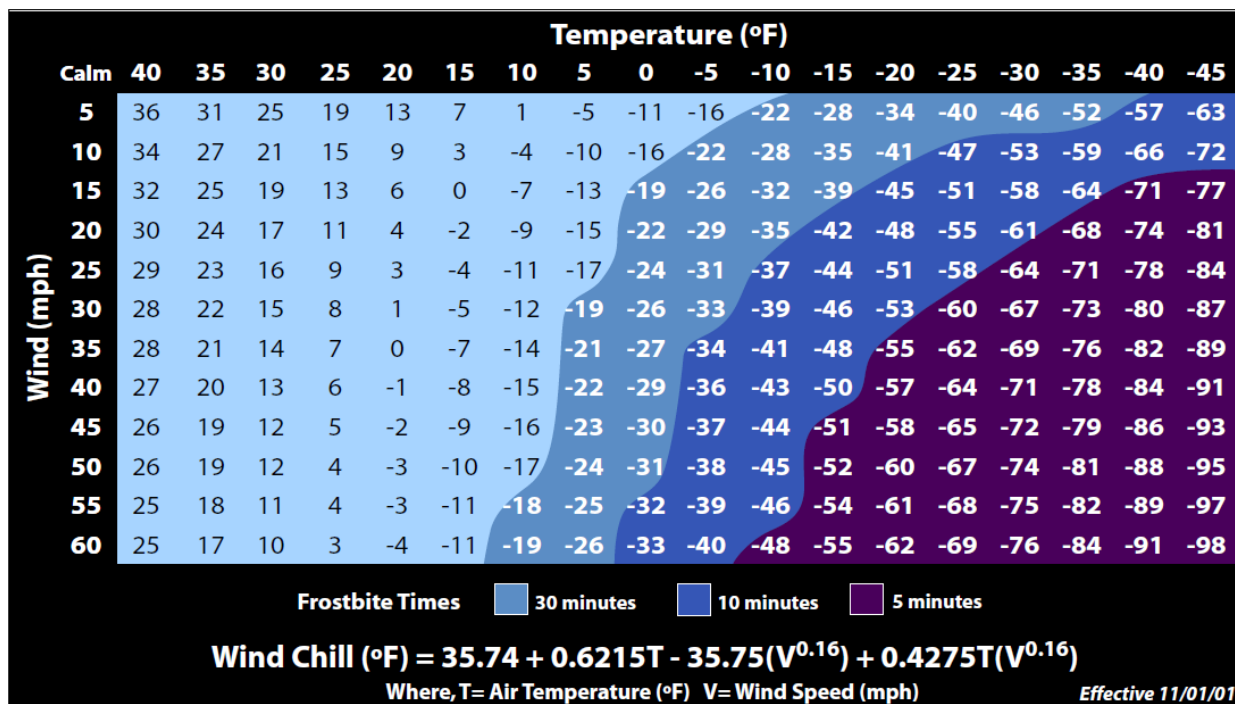 Temperature (ºF)
Calm 40 35 30 25 20 15 10 5 0 -5 -10 -15 -20 -25 -30 -35 -40 -45
5 36 31 25 19 13 7 1 -5 -11 -16 -22 -28 -34 -40 -46 -52 -57 -63
10 34 27 21 15 9 3 -4 -10 -16 -22 -28 -35 -41 -47 -53 -59 -66 -72
15 32 25 19 13 6 0 -7 -13 -19 -26 -32 -39 -45 -51 -58 -64 -71 -77
20 30 24 17 11 4 -2 -9 -15 -22 -29 -35 -42 -48 -55 -61 -68 -74 -81
25 29 23 16 9 3 -4 -11 -17 -24 -31 -37 -44 -51 -58 -64 -71 -78 -84
30 28 22 15 8 1 -5 -12 -19 -26 -33 -39 -46 -53 -60 -67 -73 -80 -87
35 28 21 14 7 0 -7 -14 -21 -27 -34 -41 -48 -55 -62 -69 -76 -82 -89
40 27 20 13 6 -1 -8 -15 -22 -29 -36 -43 -50 -57 -64 -71 -78 -84 -91
45 26 19 12 5 -2 -9 -16 -23 -30 -37 -44 -51 -58 -65 -72 -79 -86 -93
50 26 19 12 4 -3 -10 -17 -24 -31 -38 -45 -52 -60 -67 -74 -81 -88 -95
55 25 18 11 4 -3 -11 -18 -25 -32 -39 -46 -54 -61 -68 -75 -82 -89 -97
60 25 17 10 3 -4 -11 -19 -26 -33 -40 -48 -55 -62 -69 -76 -84 -91 -98
Wind (mph)
Frostbite Times 30 minutes 10 minutes 5 minutes
Wind Chill (ºF) = 35.74 + 0.6215T - 35.75(V^0.16) + 0.4275T(V^0.16)
Where, T= Air Temperature (ºF) V= Wind Speed (mph) Effective 11/01/01